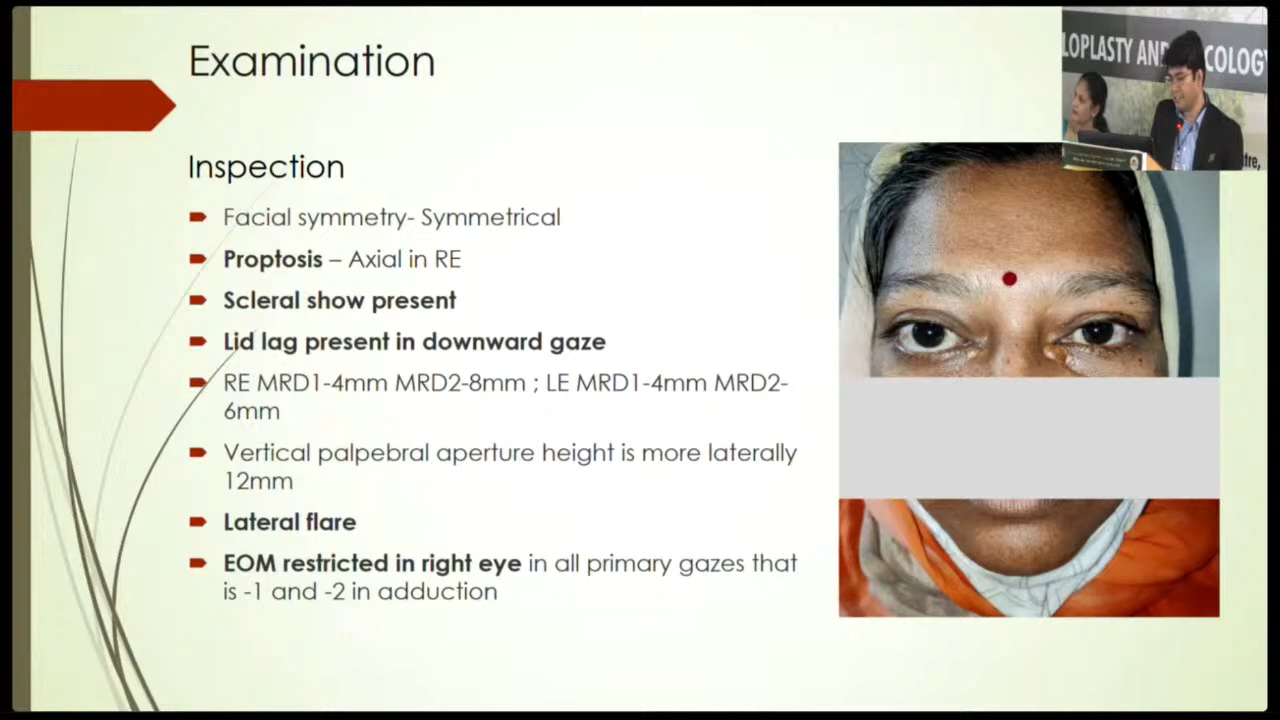 Examination
LOPLASTY AND
COLOGY
Inspection
Facial symmetry- Symmetrical
Proptosis – Axial in RE
Scleral show present
Lid lag present in downward gaze
RE MRD1-4mm MRD2-8mm ; LE MRD1-4mm MRD2-
6mm
Vertical palpebral aperture height is more laterally
12mm
Lateral flare
EOM restricted in right eye in all primary gazes that
is -1 and -2 in adduction
tre,